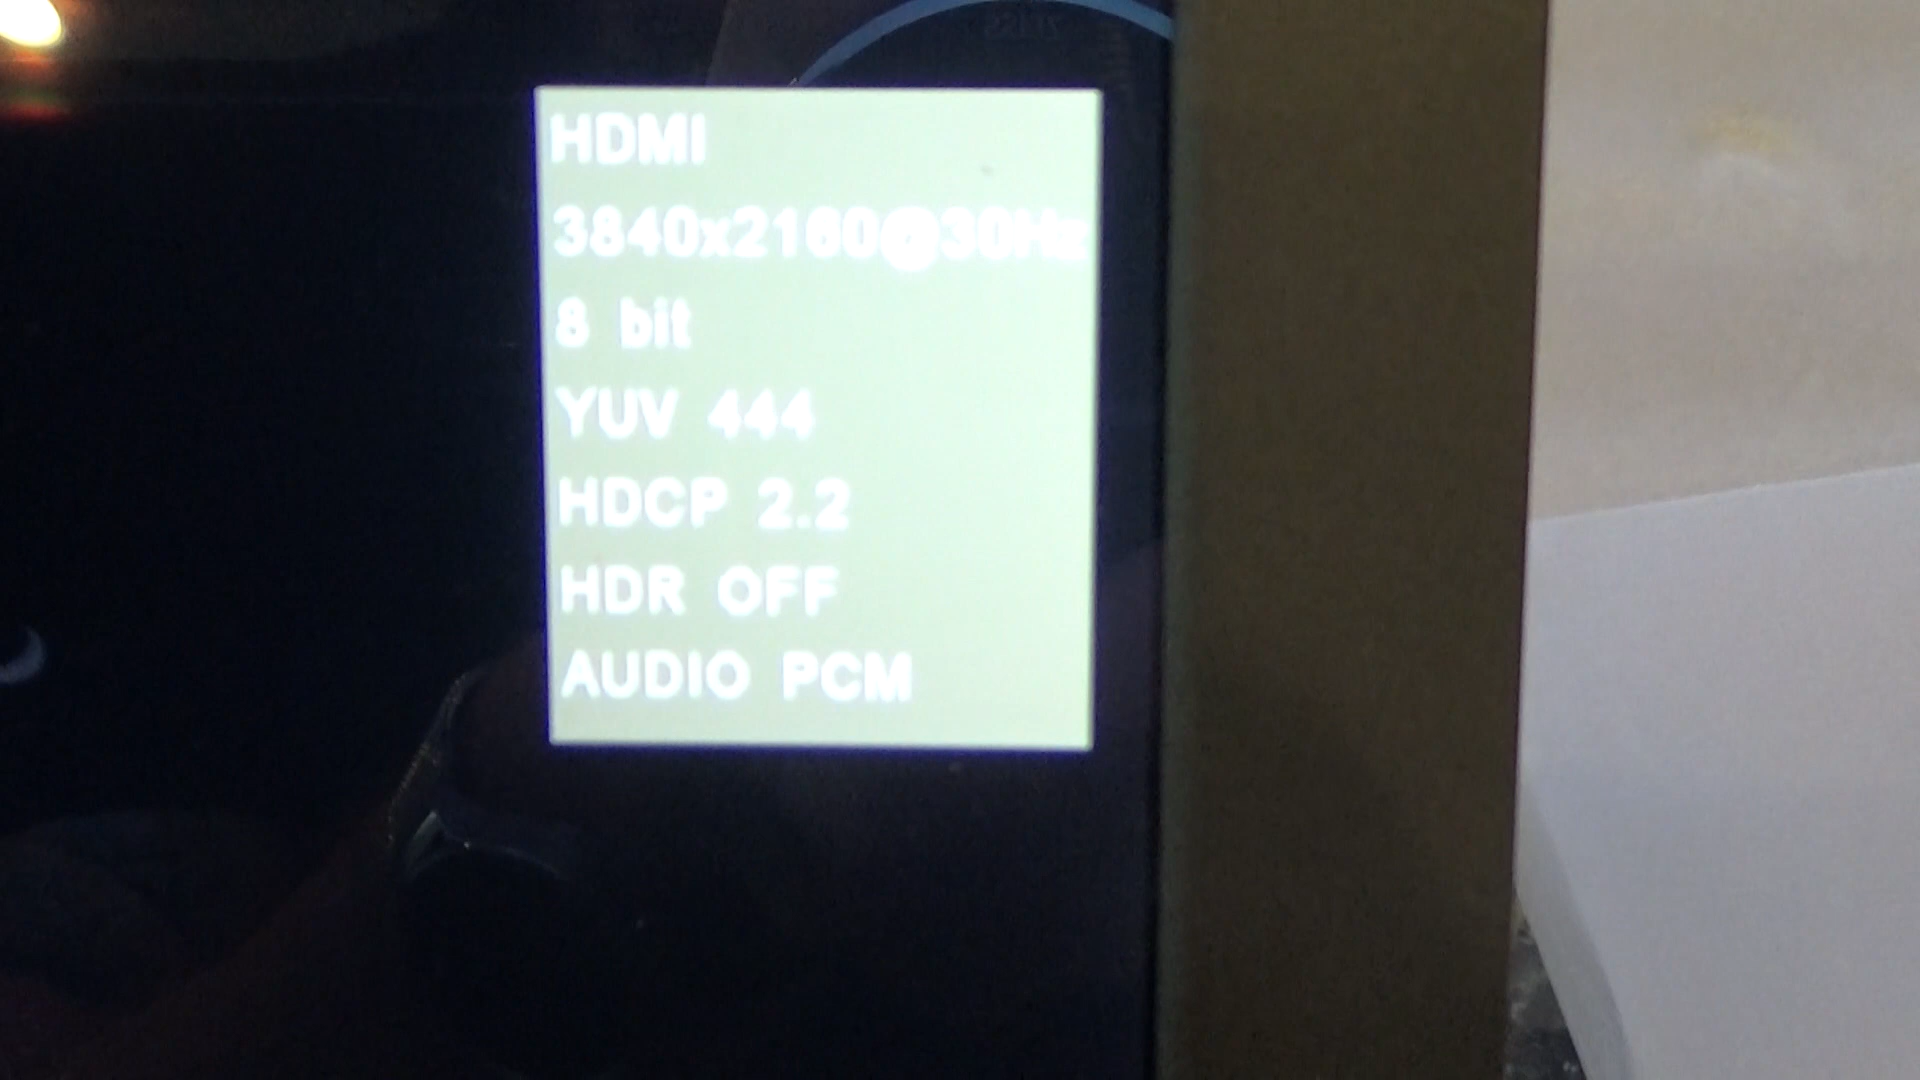 HDMI
3840x2160@30Hz
8 bit
YUV 444
HDCP 2.2
HDR OFF
AUDIO PCM